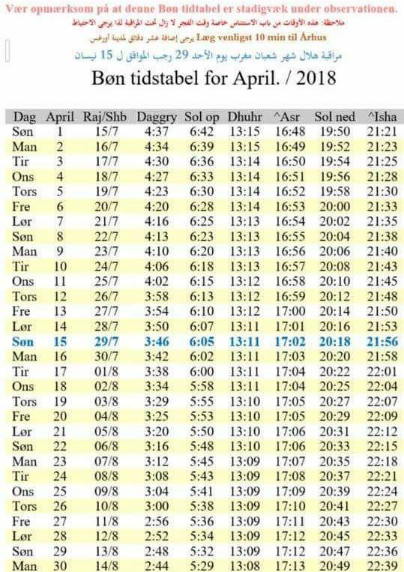 Vær opmærksom på at denne Bøn tidtabel er stadigvæk under observationen.
ملاحظة: هذه الأوقات من باب الاستئناس خاصة وقت الفجر لا زال تحت المراقبة لذا يرجى الاحتياط
Læg venligst 10 min til Århus يرجى إضافة عشر دقائق لمدينة أورغس
مراقبة هلال شهر شعبان مغرب يوم الأحد 29 رجب الموافق ل 15 نيسان
Bøn tidstabel for April. / 2018
Dag April Raj/Shb Daggry Sol op Dhuhr ^Asr Sol ned ^Isha
Søn 1 15/7 4:37 6:42 13:15 16:48 19:50 21:21
Man 2 16/7 4:34 6:39 13:15 16:49 19:52 21:23
Tir 3 17/7 4:30 6:36 13:14 16:50 19:54 21:25
Ons 4 18/7 4:27 6:33 13:14 16:51 19:56 21:28
Tors 5 19/7 4:23 6:30 13:14 16:52 19:58 21:30
Fre 6 20/7 4:20 6:28 13:14 16:53 20:00 21:33
Lør 7 21/7 4:16 6:25 13:13 16:54 20:02 21:35
Søn 8 22/7 4:13 6:23 13:13 16:55 20:04 21:38
Man 9 23/7 4:10 6:20 13:13 16:56 20:06 21:40
Tir 10 24/7 4:06 6:18 13:13 16:57 20:08 21:43
Ons 11 25/7 4:02 6:15 13:12 16:58 20:10 21:45
Tors 12 26/7 3:58 6:13 13:12 16:59 20:12 21:48
Fre 13 27/7 3:54 6:10 13:12 17:00 20:14 21:50
Lør 14 28/7 3:50 6:07 13:11 17:01 20:16 21:53
Søn 15 29/7 3:46 6:05 13:11 17:02 20:18 21:56
Man 16 30/7 3:42 6:02 13:11 17:03 20:20 21:58
Tir 17 01/8 3:38 6:00 13:11 17:04 20:22 22:01
Ons 18 02/8 3:34 5:58 13:11 17:04 20:25 22:04
Tors 19 03/8 3:29 5:55 13:10 17:05 20:27 22:07
Fre 20 04/8 3:25 5:53 13:10 17:05 20:29 22:09
Lør 21 05/8 3:20 5:50 13:10 17:06 20:31 22:12
Søn 22 06/8 3:16 5:48 13:10 17:06 20:33 22:15
Man 23 07/8 3:12 5:45 13:09 17:07 20:35 22:18
Tir 24 08/8 3:08 5:43 13:09 17:08 20:37 22:21
Ons 25 09/8 3:04 5:41 13:09 17:09 20:39 22:24
Tors 26 10/8 3:00 5:38 13:09 17:10 20:41 22:27
Fre 27 11/8 2:56 5:36 13:09 17:11 20:43 22:30
Lør 28 12/8 2:52 5:34 13:09 17:12 20:45 22:33
Søn 29 13/8 2:48 5:32 13:09 17:12 20:47 22:36
Man 30 14/8 2:44 5:29 13:08 17:13 20:49 22:39